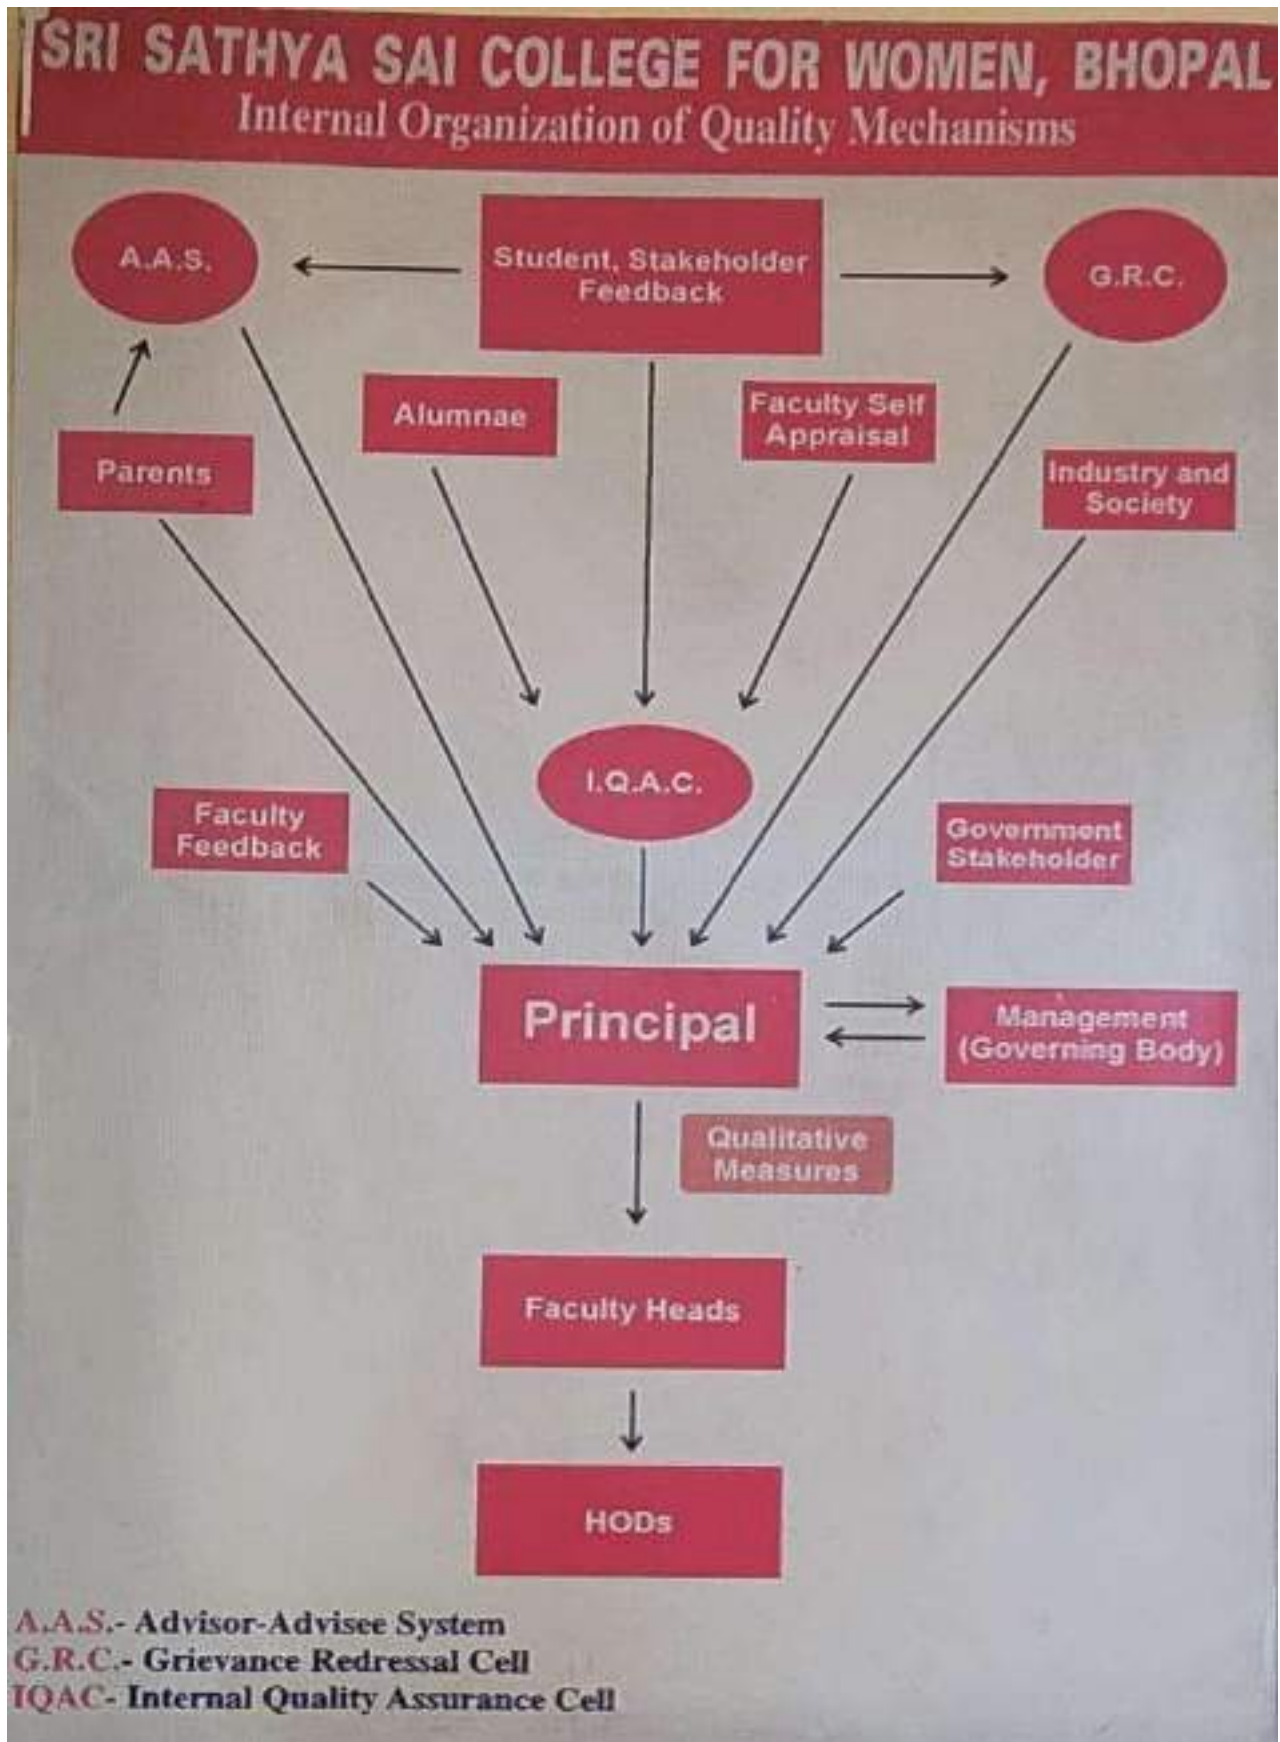 SRI SATHYA SAI COLLEGE FOR WOMEN, BHOPAL
Internal Organization of Quality Mechanisms
A.A.S.
Student, Stakeholder
Feedback
G.R.C.
Alumnae
Faculty Self
Appraisal
Parents
Industry and
Society
I.Q.A.C.
Faculty
Feedback
Government
Stakeholder
Principal
Management
(Governing Body)
Qualitative
Measures
Faculty Heads
HODs
A.A.S.- Advisor-Advisee System
G.R.C.- Grievance Redressal Cell
IQAC- Internal Quality Assurance Cell